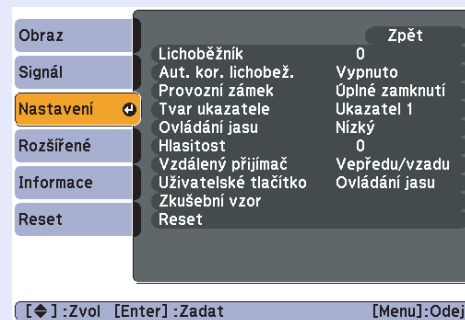 Obraz
Signál
Nastavení
Rozšířené
Informace
Reset
Zpět
Lichoběžník 0
Aut. kor. lichobež. Vypnuto
Provozní zámek Úplné zamknutí
Tvar ukazatele Ukazatel 1
Ovládání jasu Nízký
Hlasitost 0
Vzdálený přijímač Vepředu/vzadu
Uživatelské tlačítko Ovládání jasu
Zkušební vzor
Reset
[◆]:Zvol [Enter]:Zadat [Menu]:Odej